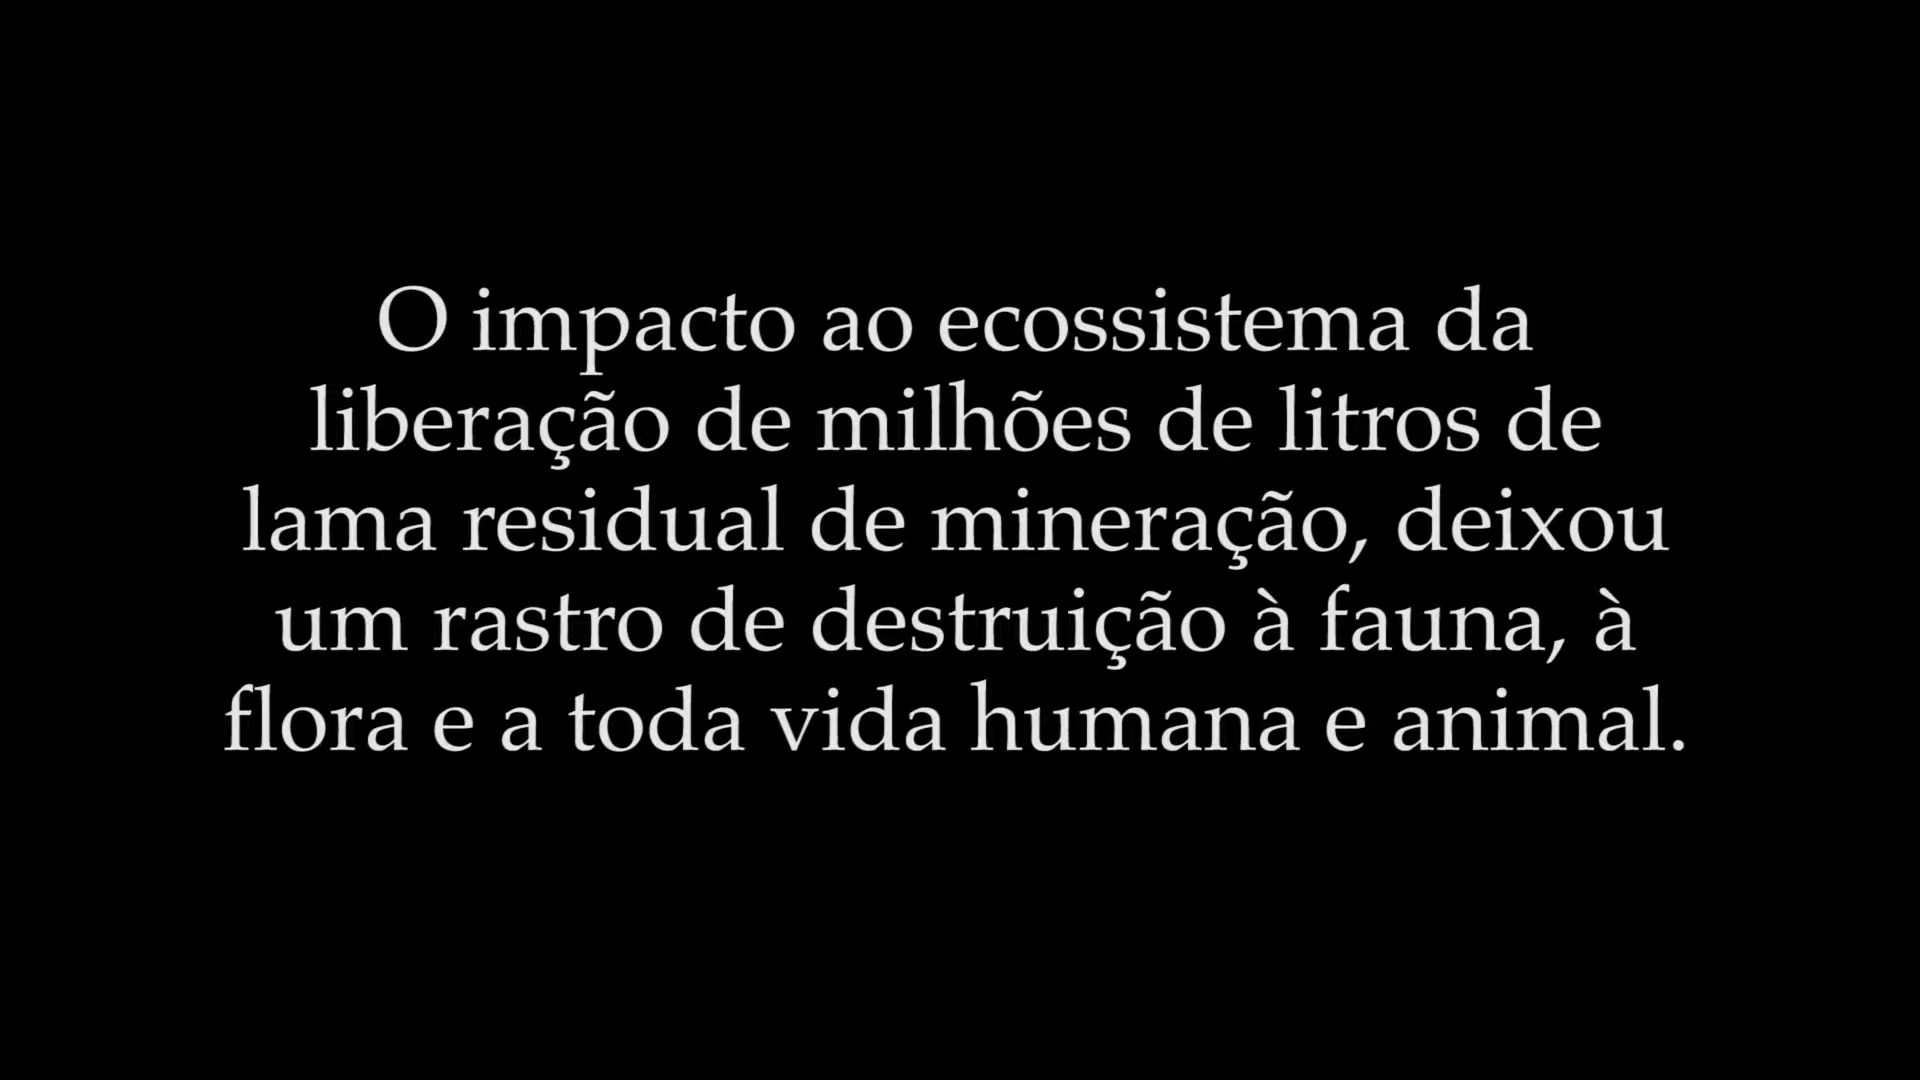 O impacto ao ecossistema da
liberação de milhões de litros de
lama residual de mineração, deixou
um rastro de destruição à fauna, à
flora e a toda vida humana e animal.